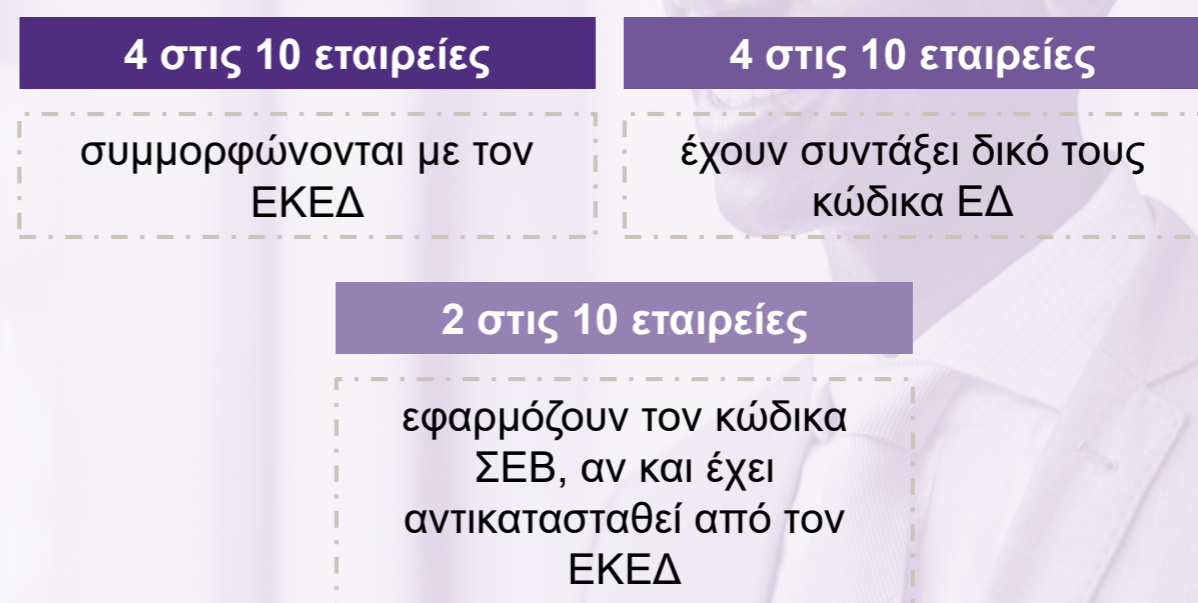 4 στις 10 εταιρείες
συμμορφώνονται με τον
ΕΚΕΔ
4 στις 10 εταιρείες
έχουν συντάξει δικό τους
κώδικα ΕΔ
2 στις 10 εταιρείες
εφαρμόζουν τον κώδικα
ΣΕΒ, αν και έχει
αντικατασταθεί από τον
ΕΚΕΔ